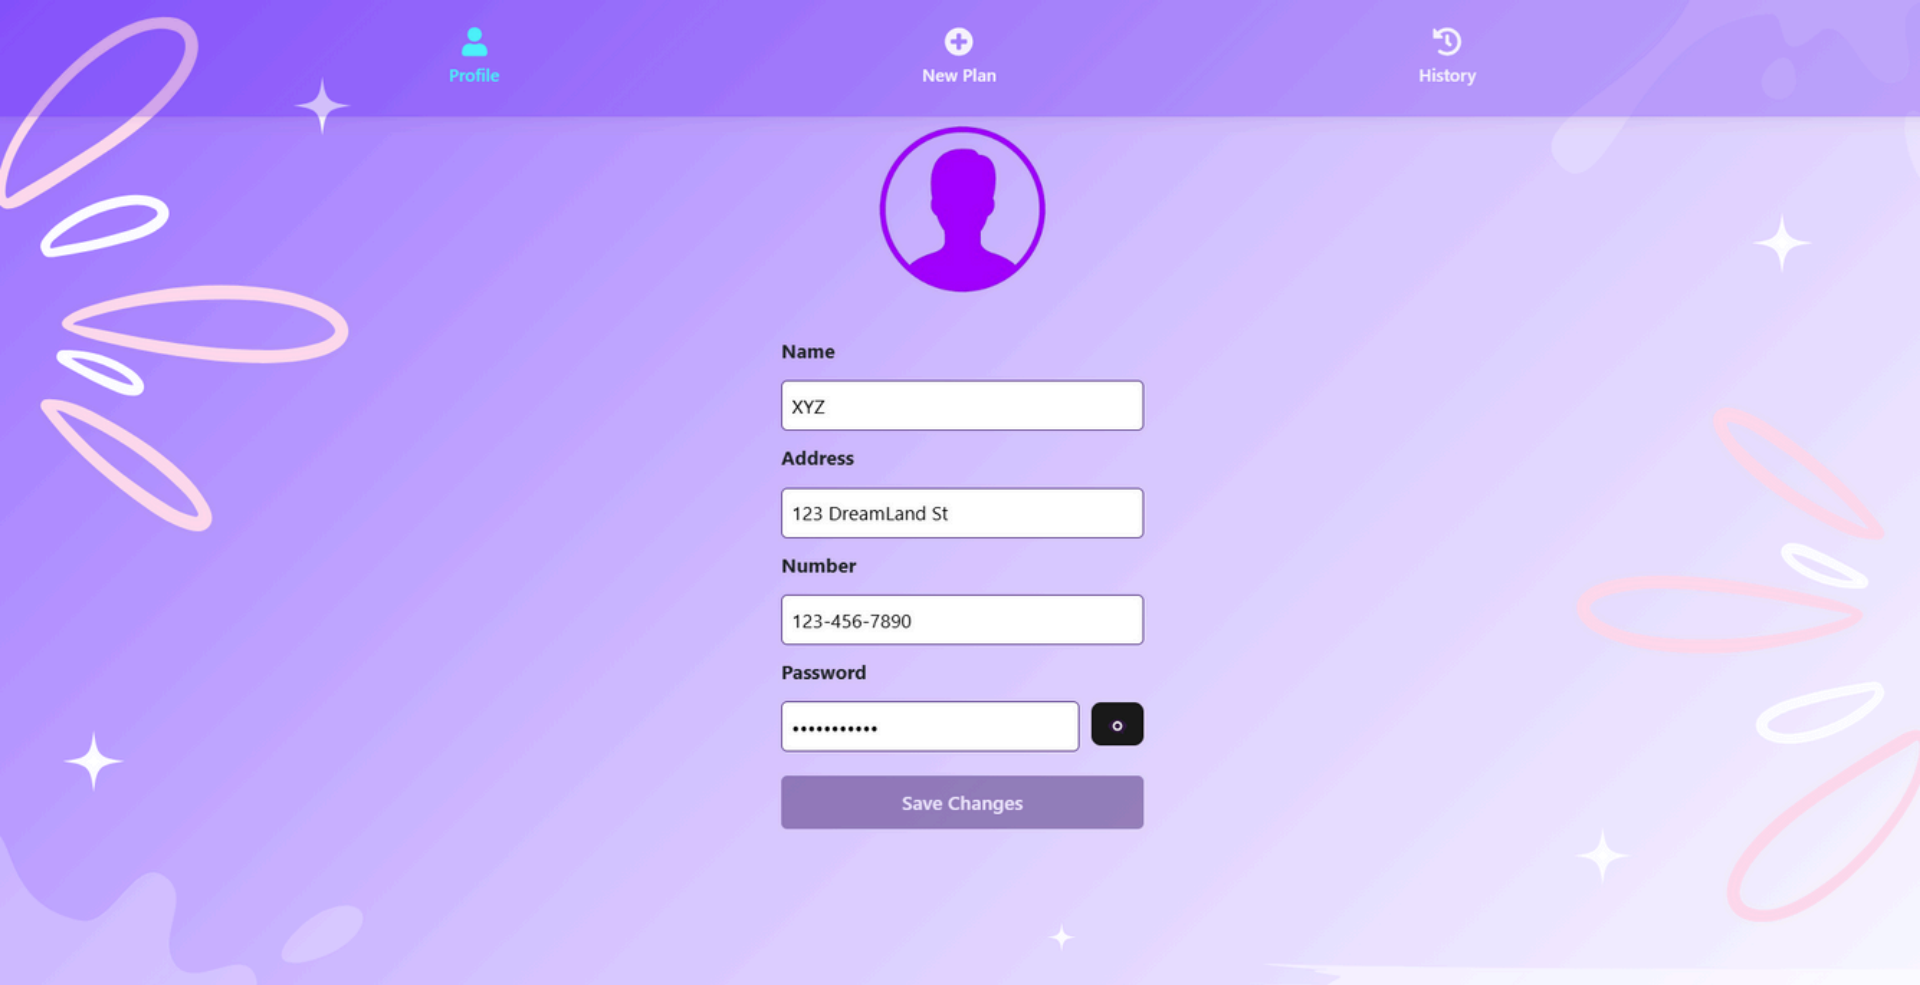 Profile
New Plan
History
Name
XYZ
Address
123 DreamLand St
Number
123-456-7890
Password
•••••••••••
Save Changes